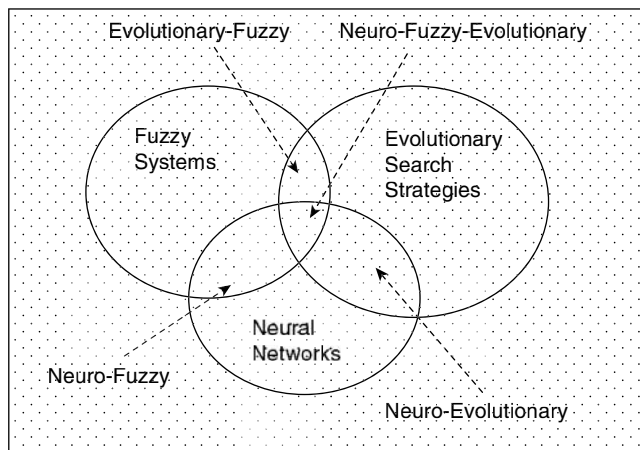 Evolutionary-Fuzzy
Neuro-Fuzzy-Evolutionary
Fuzzy
Systems
Evolutionary
Search
Strategies
Neural
Networks
Neuro-Fuzzy
Neuro-Evolutionary